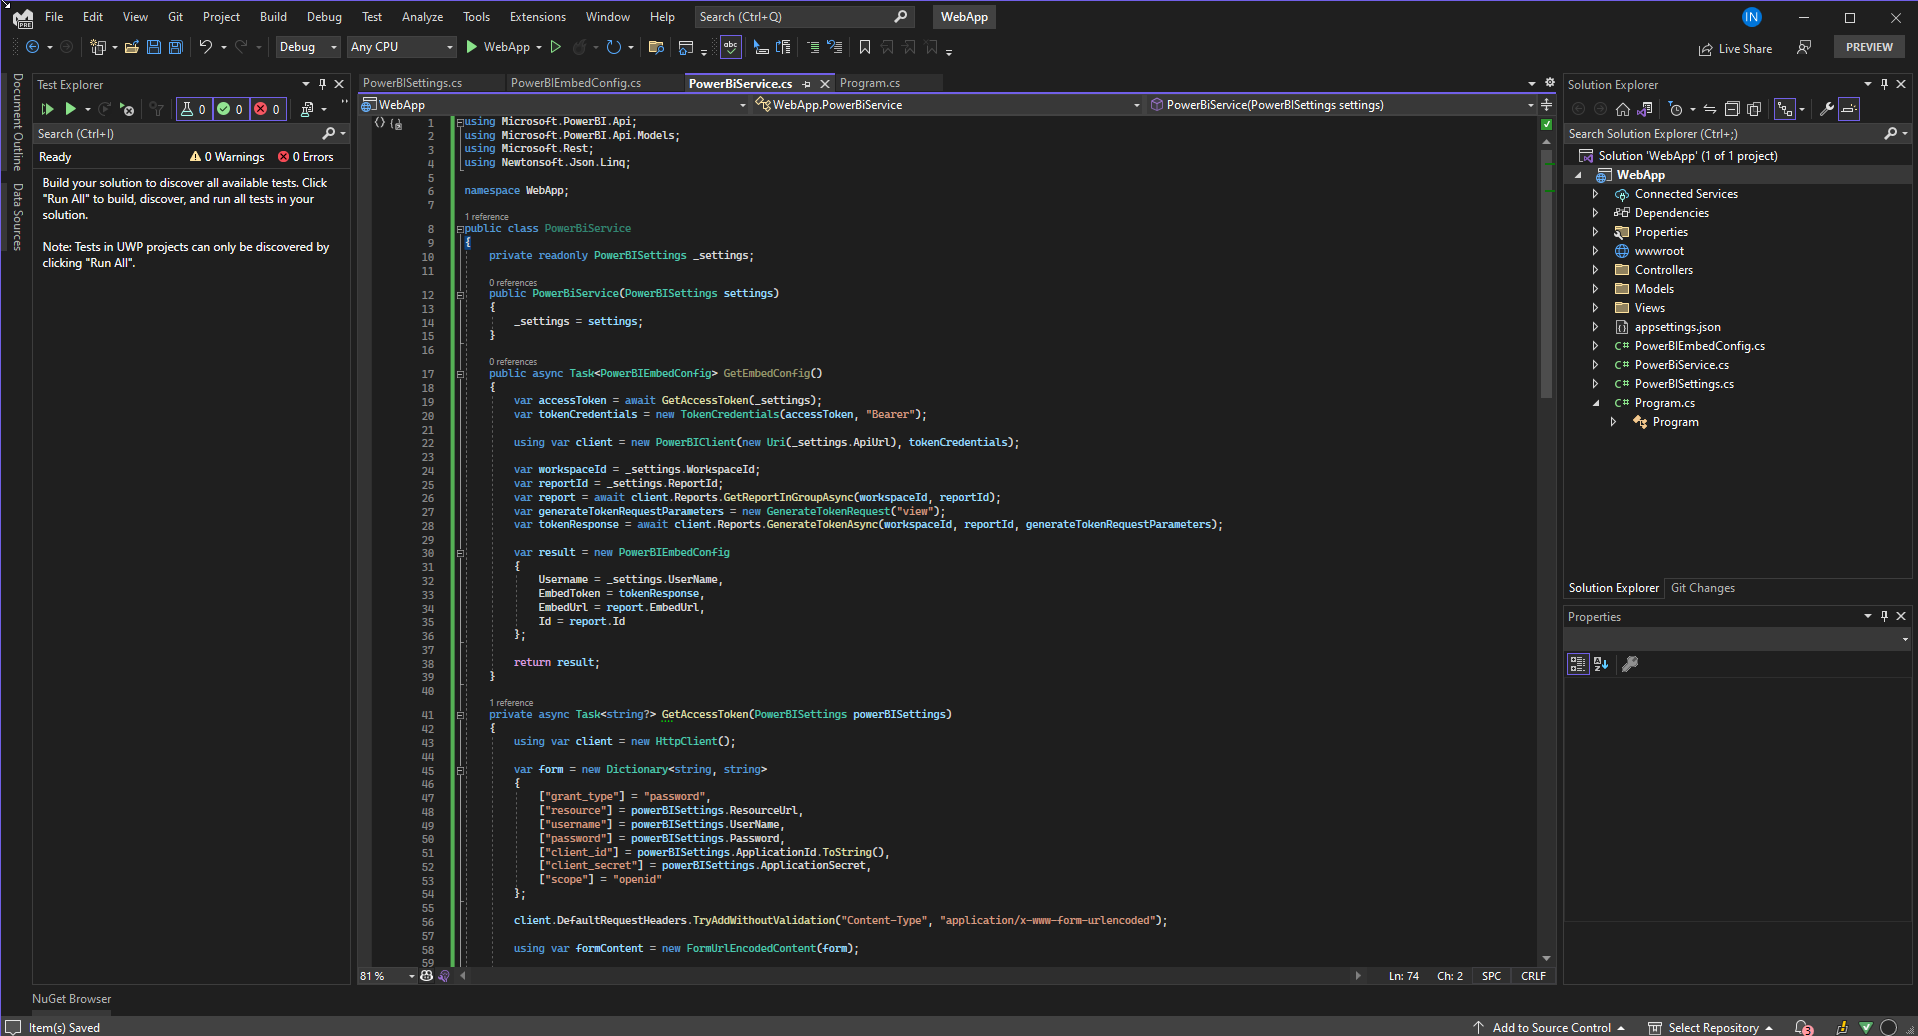 File Edit View Git Project Build Debug Test Analyze Tools Extensions Window Help Search (Ctrl+Q) WebApp IN
PRE
Debug Any CPU WebApp abc Live Share PREVIEW
Document Outline
Data Sources
Test Explorer
0 0 0
Search (Ctrl+I)
Ready 0 Warnings 0 Errors
Build your solution to discover all available tests. Click
"Run All" to build, discover, and run all tests in your
solution.
Note: Tests in UWP projects can only be discovered by
clicking "Run All".
PowerBISettings.cs PowerBIEmbedConfig.cs PowerBiService.cs Program.cs
WebApp WebApp.PowerBiService PowerBiService(PowerBISettings settings)
1 using Microsoft.PowerBI.Api;
2 using Microsoft.PowerBI.Api.Models;
3 using Microsoft.Rest;
4 using Newtonsoft.Json.Linq;
5
6 namespace WebApp;
7
1 reference
8 public class PowerBiService
9 {
10 private readonly PowerBISettings _settings;
11
0 references
12 public PowerBiService(PowerBISettings settings)
13 {
14 _settings = settings;
15 }
16
0 references
17 public async Task<PowerBIEmbedConfig> GetEmbedConfig()
18 {
19 var accessToken = await GetAccessToken(_settings);
20 var tokenCredentials = new TokenCredentials(accessToken, "Bearer");
21
22 using var client = new PowerBIClient(new Uri(_settings.ApiUrl), tokenCredentials);
23
24 var workspaceId = _settings.WorkspaceId;
25 var reportId = _settings.ReportId;
26 var report = await client.Reports.GetReportInGroupAsync(workspaceId, reportId);
27 var generateTokenRequestParameters = new GenerateTokenRequest("view");
28 var tokenResponse = await client.Reports.GenerateTokenAsync(workspaceId, reportId, generateTokenRequestParameters);
29
30 var result = new PowerBIEmbedConfig
31 {
32 Username = _settings.UserName,
33 EmbedToken = tokenResponse,
34 EmbedUrl = report.EmbedUrl,
35 Id = report.Id
36 };
37
38 return result;
39 }
40
1 reference
41 private async Task<string?> GetAccessToken(PowerBISettings powerBISettings)
42 {
43 using var client = new HttpClient();
44
45 var form = new Dictionary<string, string>
46 {
47 ["grant_type"] = "password",
48 ["resource"] = powerBISettings.ResourceUrl,
49 ["username"] = powerBISettings.UserName,
50 ["password"] = powerBISettings.Password,
51 ["client_id"] = powerBISettings.ApplicationId.ToString(),
52 ["client_secret"] = powerBISettings.ApplicationSecret,
53 ["scope"] = "openid"
54 };
55
56 client.DefaultRequestHeaders.TryAddWithoutValidation("Content-Type", "application/x-www-form-urlencoded");
57
58 using var formContent = new FormUrlEncodedContent(form);
59
81 % Ln: 74 Ch: 2 SPC CRLF
Solution Explorer
Search Solution Explorer (Ctrl+;)
Solution 'WebApp' (1 of 1 project)
WebApp
Connected Services
Dependencies
Properties
wwwroot
Controllers
Models
Views
appsettings.json
C# PowerBIEmbedConfig.cs
C# PowerBiService.cs
C# PowerBISettings.cs
C# Program.cs
Program
Solution Explorer Git Changes
Properties
NuGet Browser
Item(s) Saved Add to Source Control Select Repository 3